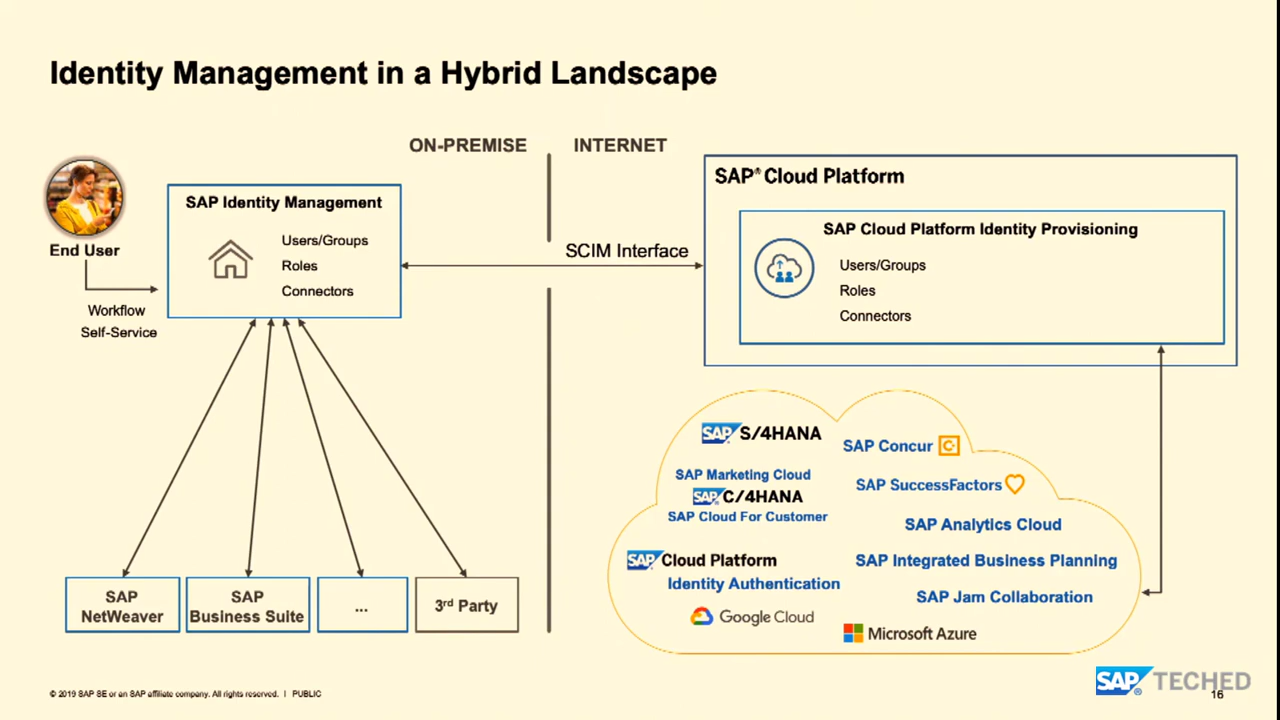 Identity Management in a Hybrid Landscape
ON-PREMISE
INTERNET
End User
Workflow
Self-Service
SAP Identity Management
Users/Groups
Roles
Connectors
SCIM Interface
SAP® Cloud Platform
SAP Cloud Platform Identity Provisioning
Users/Groups
Roles
Connectors
SAP
NetWeaver
SAP
Business Suite
...
3rd Party
SAP S/4HANA
SAP Marketing Cloud
SAP C/4HANA
SAP Cloud For Customer
SAP Cloud Platform
Identity Authentication
Google Cloud
SAP Concur C
SAP SuccessFactors
SAP Analytics Cloud
SAP Integrated Business Planning
SAP Jam Collaboration
Microsoft Azure
© 2019 SAP SE or an SAP affiliate company. All rights reserved. | PUBLIC
SAP® TECHED
16